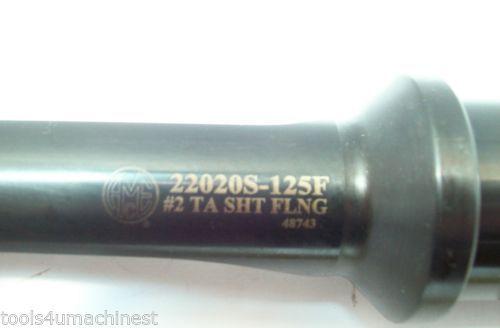 22020S-125F
#2 TA SHT FLNG
48743
tools4umachinest